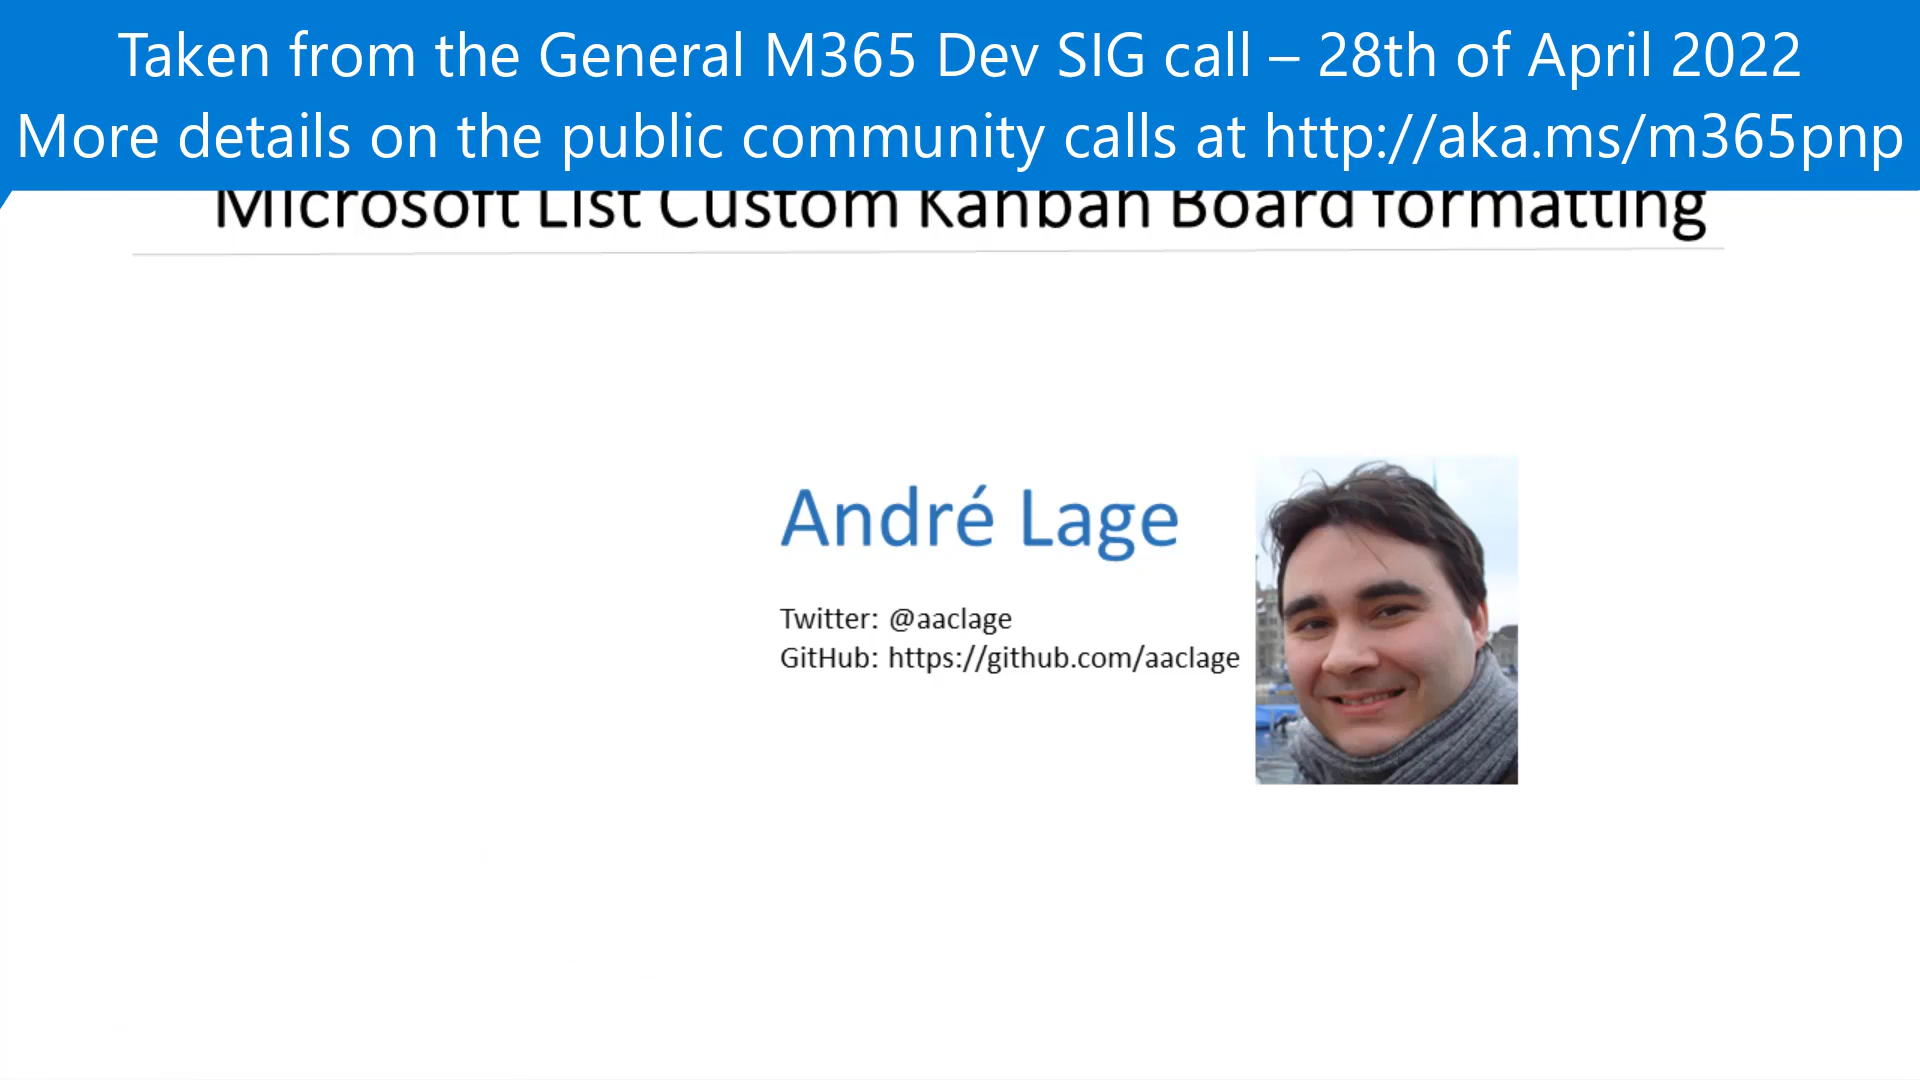 Taken from the General M365 Dev SIG call – 28th of April 2022
More details on the public community calls at http://aka.ms/m365pnp
Microsoft List Custom Kanban Board formatting
André Lage
Twitter: @aaclage
GitHub: https://github.com/aaclage